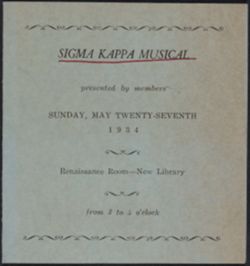 SIGMA KAPPA MUSICAL
presented by members
SUNDAY, MAY TWENTY-SEVENTH
1934
Renaissance Room—New Library
from 3 to 5 o'clock